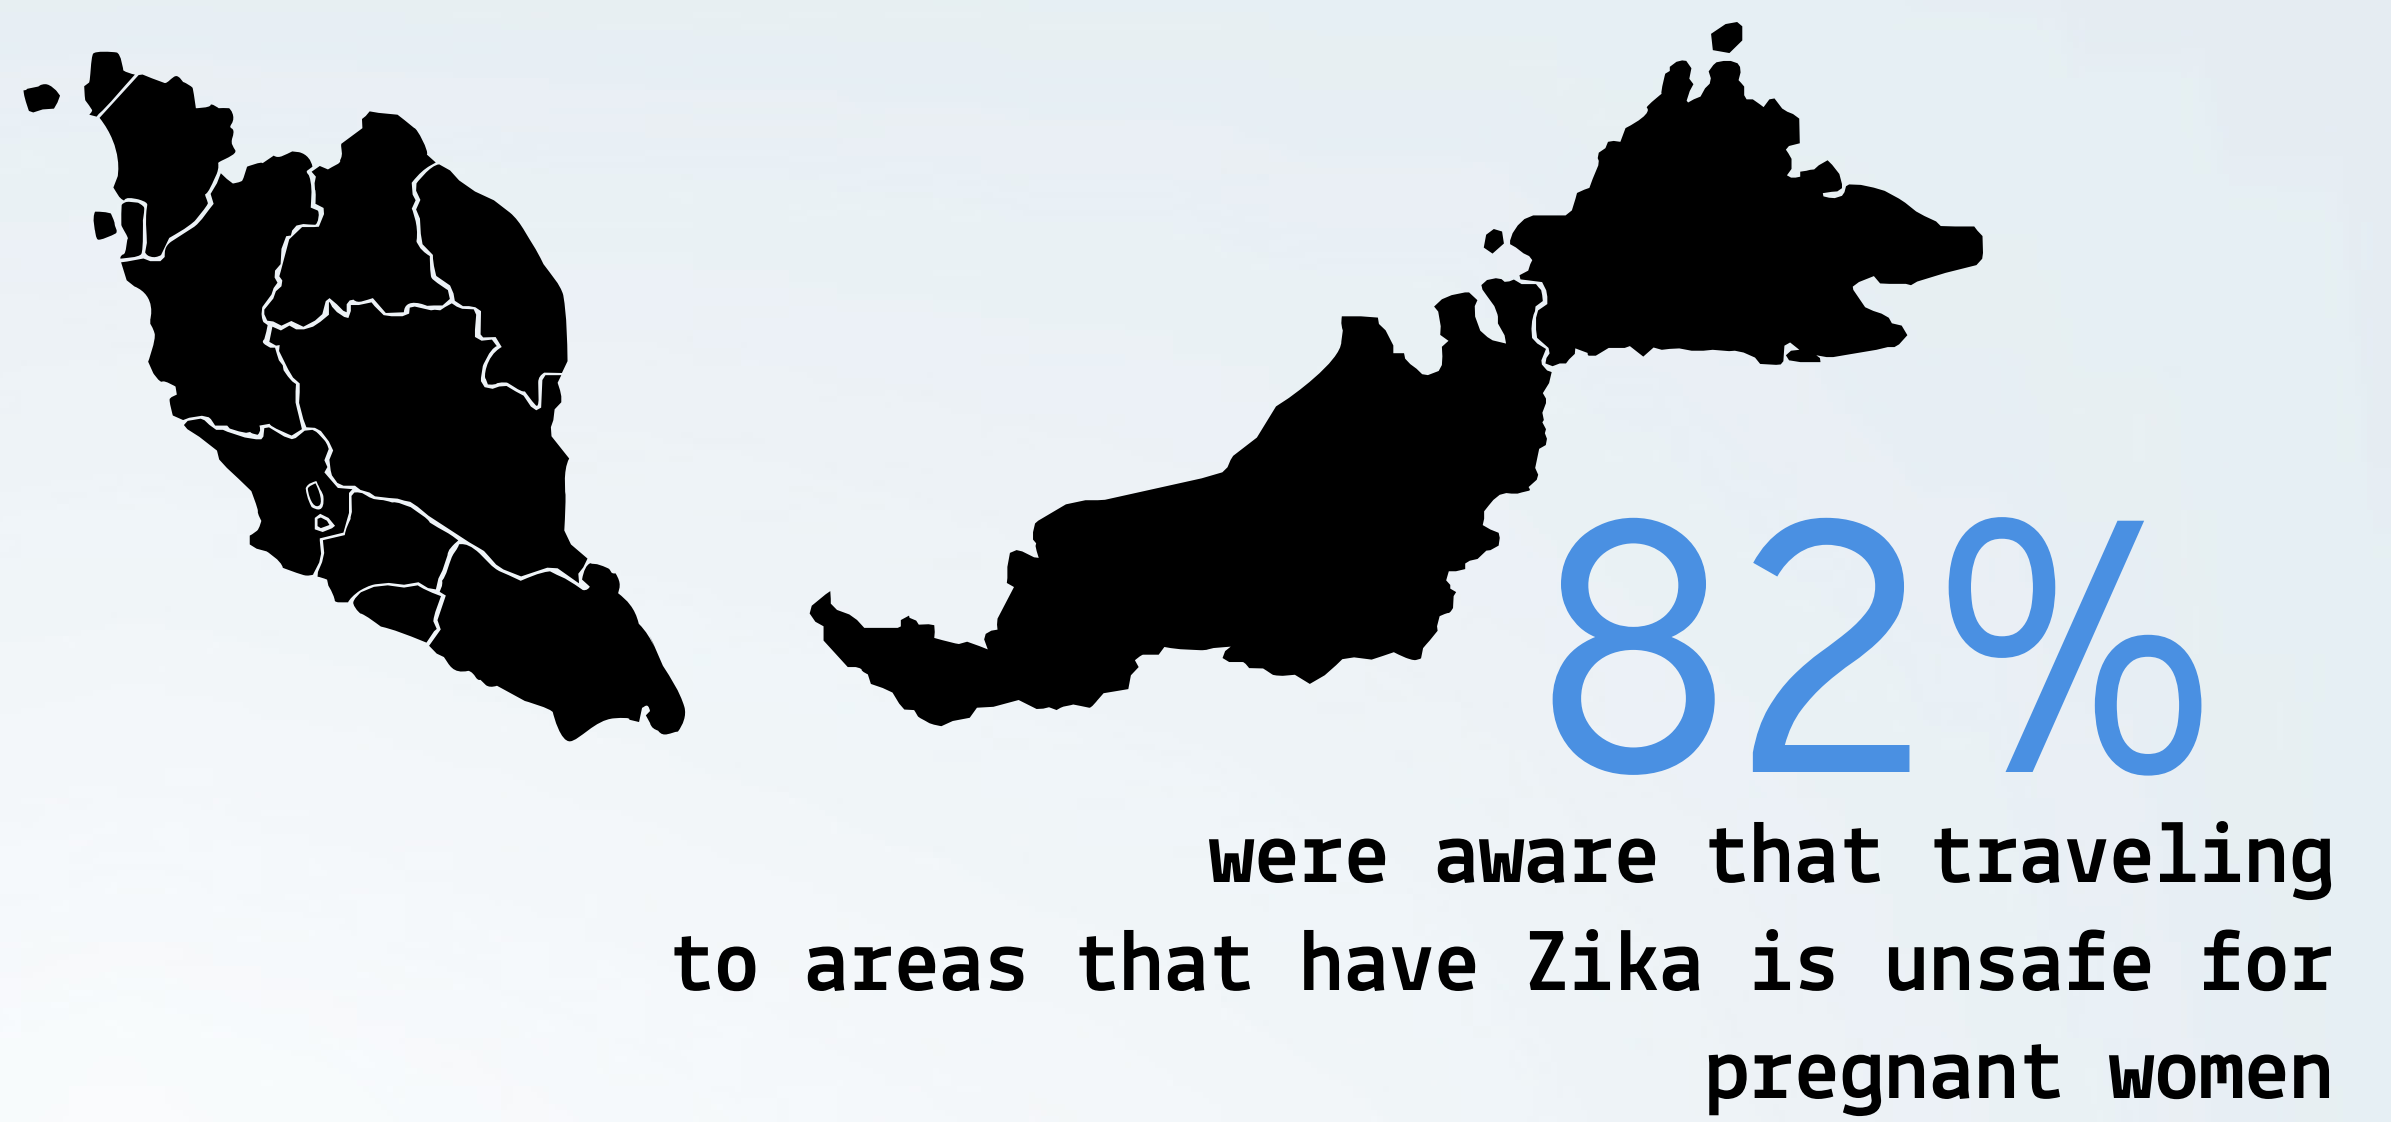 82%
were aware that traveling
to areas that have Zika is unsafe for
pregnant women